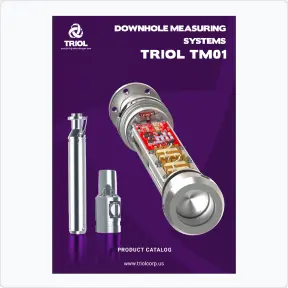 TRIOL
DOWNHOLE MEASURING
SYSTEMS
TRIOL TM01
PRODUCT CATALOG
www.triolcorp.us